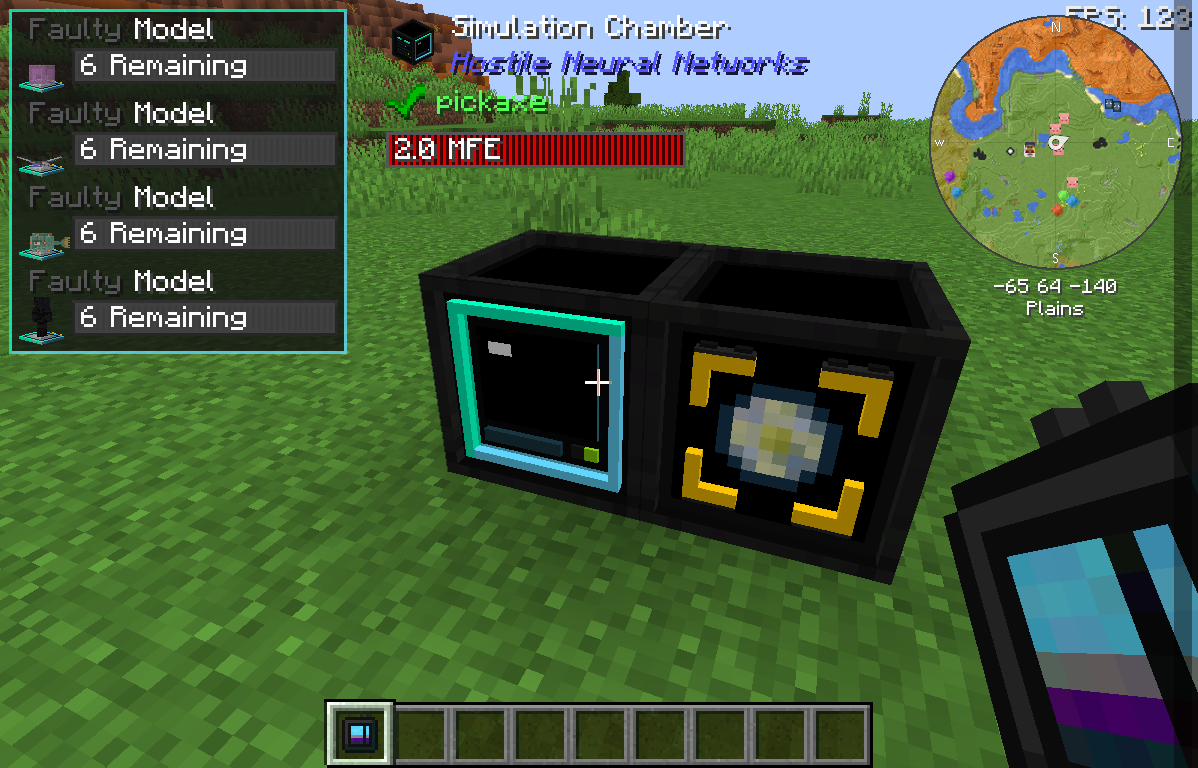 Faulty Model
6 Remaining
Faulty Model
6 Remaining
Faulty Model
6 Remaining
Faulty Model
6 Remaining
Simulation Chamber
Hostile Neural Networks
pickaxe
2.0 MFE
FPS: 123
N
W
E
S
-65 64 -140
Plains